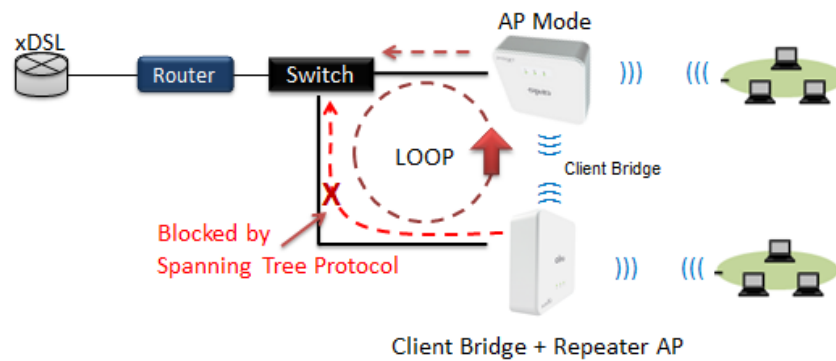 AP Mode
xDSL
Router
Switch
LOOP
Client Bridge
X
Blocked by
Spanning Tree Protocol
Client Bridge + Repeater AP